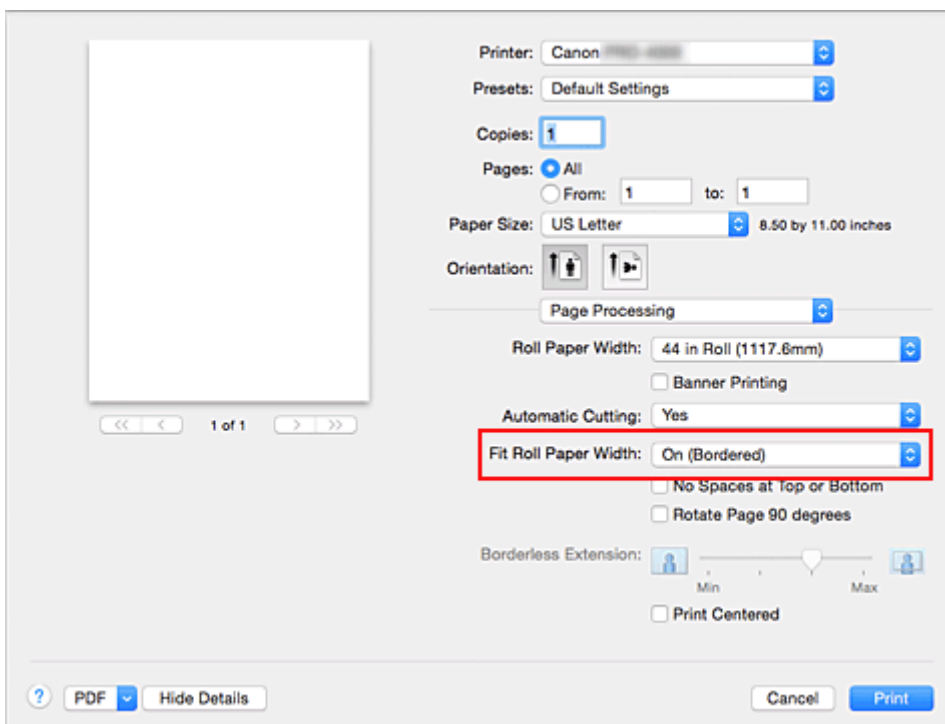 Printer: Canon
Presets: Default Settings
Copies: 1
Pages: All
From: 1 to: 1
Paper Size: US Letter 8.50 by 11.00 inches
Orientation:
Page Processing
Roll Paper Width: 44 in Roll (1117.6mm)
Banner Printing
1 of 1
Automatic Cutting: Yes
Fit Roll Paper Width: On (Bordered)
No Spaces at Top or Bottom
Rotate Page 90 degrees
Borderless Extension:
Min Max
Print Centered
? PDF Hide Details Cancel Print